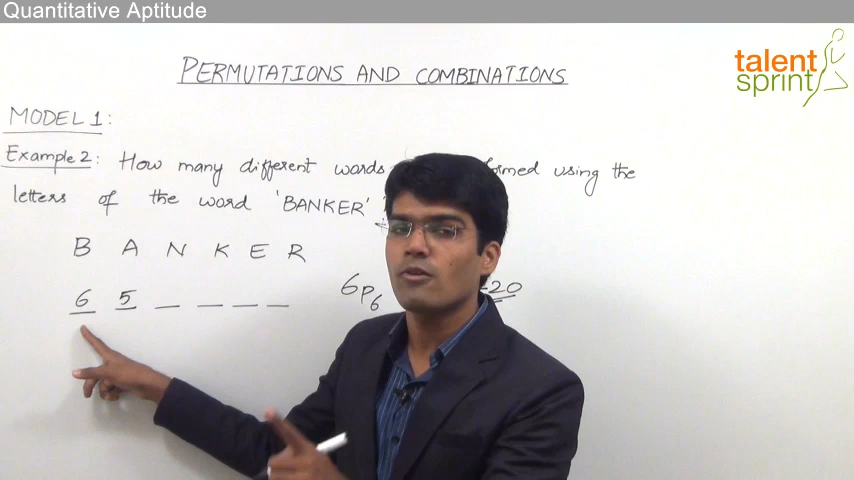 Quantitative Aptitude
talent
sprint
PERMUTATIONS AND COMBINATIONS
MODEL 1:
Example 2: How many different words using the
letters of the word 'BANKER'
B A N K E R
6 5 _ _ _ _ 6P6 20